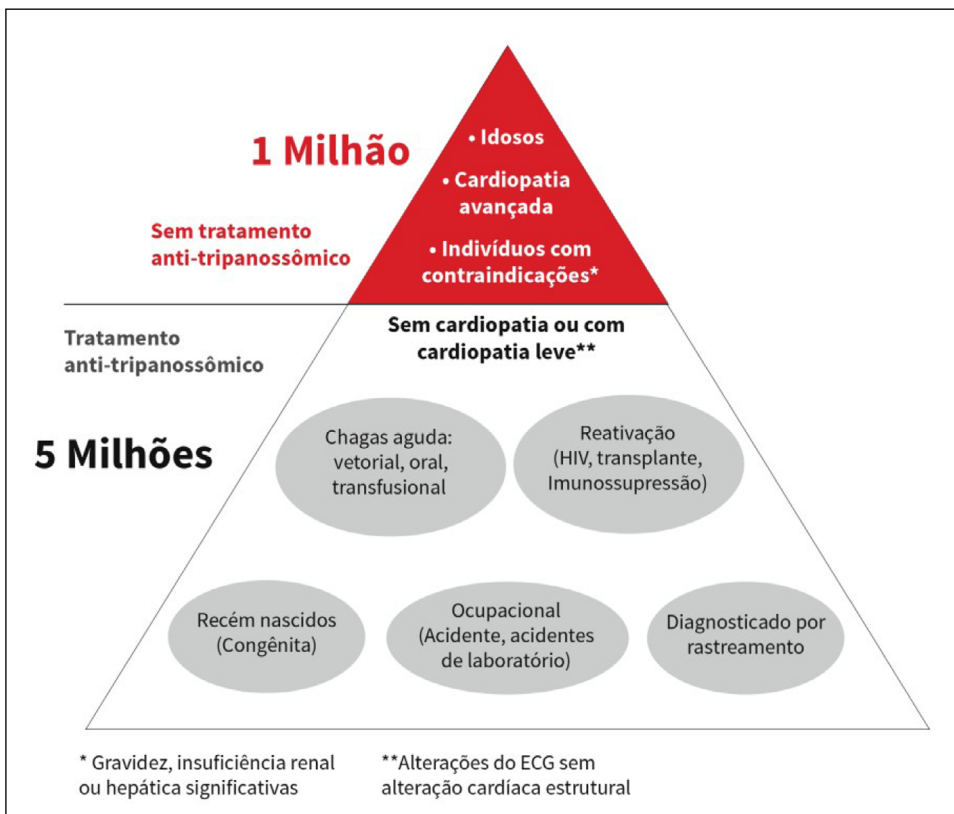 1 Milhão
Sem tratamento
anti-tripanossômico
• Idosos
• Cardiopatia
avançada
• Indivíduos com
contraindicações*
Tratamento
anti-tripanossômico
5 Milhões
Sem cardiopatia ou com
cardiopatia leve**
Chagas aguda:
vetorial, oral,
transfusional
Reativação
(HIV, transplante,
Imunossupressão)
Recém nascidos
(Congênita)
Ocupacional
(Acidente, acidentes
de laboratório)
Diagnosticado por
rastreamento
* Gravidez, insuficiência renal
ou hepática significativas
**Alterações do ECG sem
alteração cardíaca estrutural